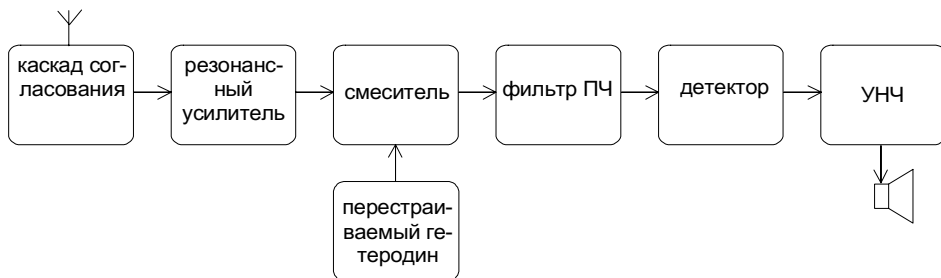 каскад сог-
ласования
резонанс-
ный
усилитель
смеситель
фильтр ПЧ
детектор
УНЧ
перестраи-
ваемый ге-
теродин